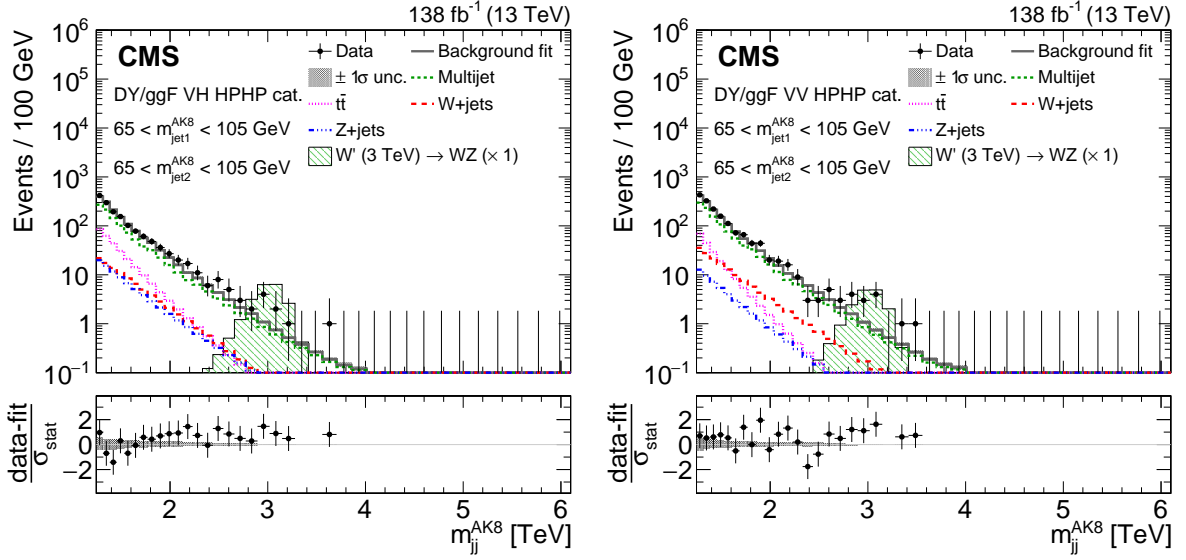 138 fb⁻¹ (13 TeV)
CMS
Data
Background fit
± 1σ unc.
Multijet
tt̄
W+jets
Z+jets
W' (3 TeV) → WZ (× 1)
DY/ggF VH HPHP cat.
65 < m_jet1^AK8 < 105 GeV
65 < m_jet2^AK8 < 105 GeV
Events / 100 GeV
10⁶
10⁵
10⁴
10³
10²
10
1
10⁻¹
data-fit
σ_stat
2
0
−2
2 3 4 5 6
m_jj^AK8 [TeV]
138 fb⁻¹ (13 TeV)
CMS
Data
Background fit
± 1σ unc.
Multijet
tt̄
W+jets
Z+jets
W' (3 TeV) → WZ (× 1)
DY/ggF VV HPHP cat.
65 < m_jet1^AK8 < 105 GeV
65 < m_jet2^AK8 < 105 GeV
Events / 100 GeV
10⁶
10⁵
10⁴
10³
10²
10
1
10⁻¹
data-fit
σ_stat
2
0
−2
2 3 4 5 6
m_jj^AK8 [TeV]